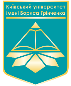 Київський університет
імені Бориса Грінченка